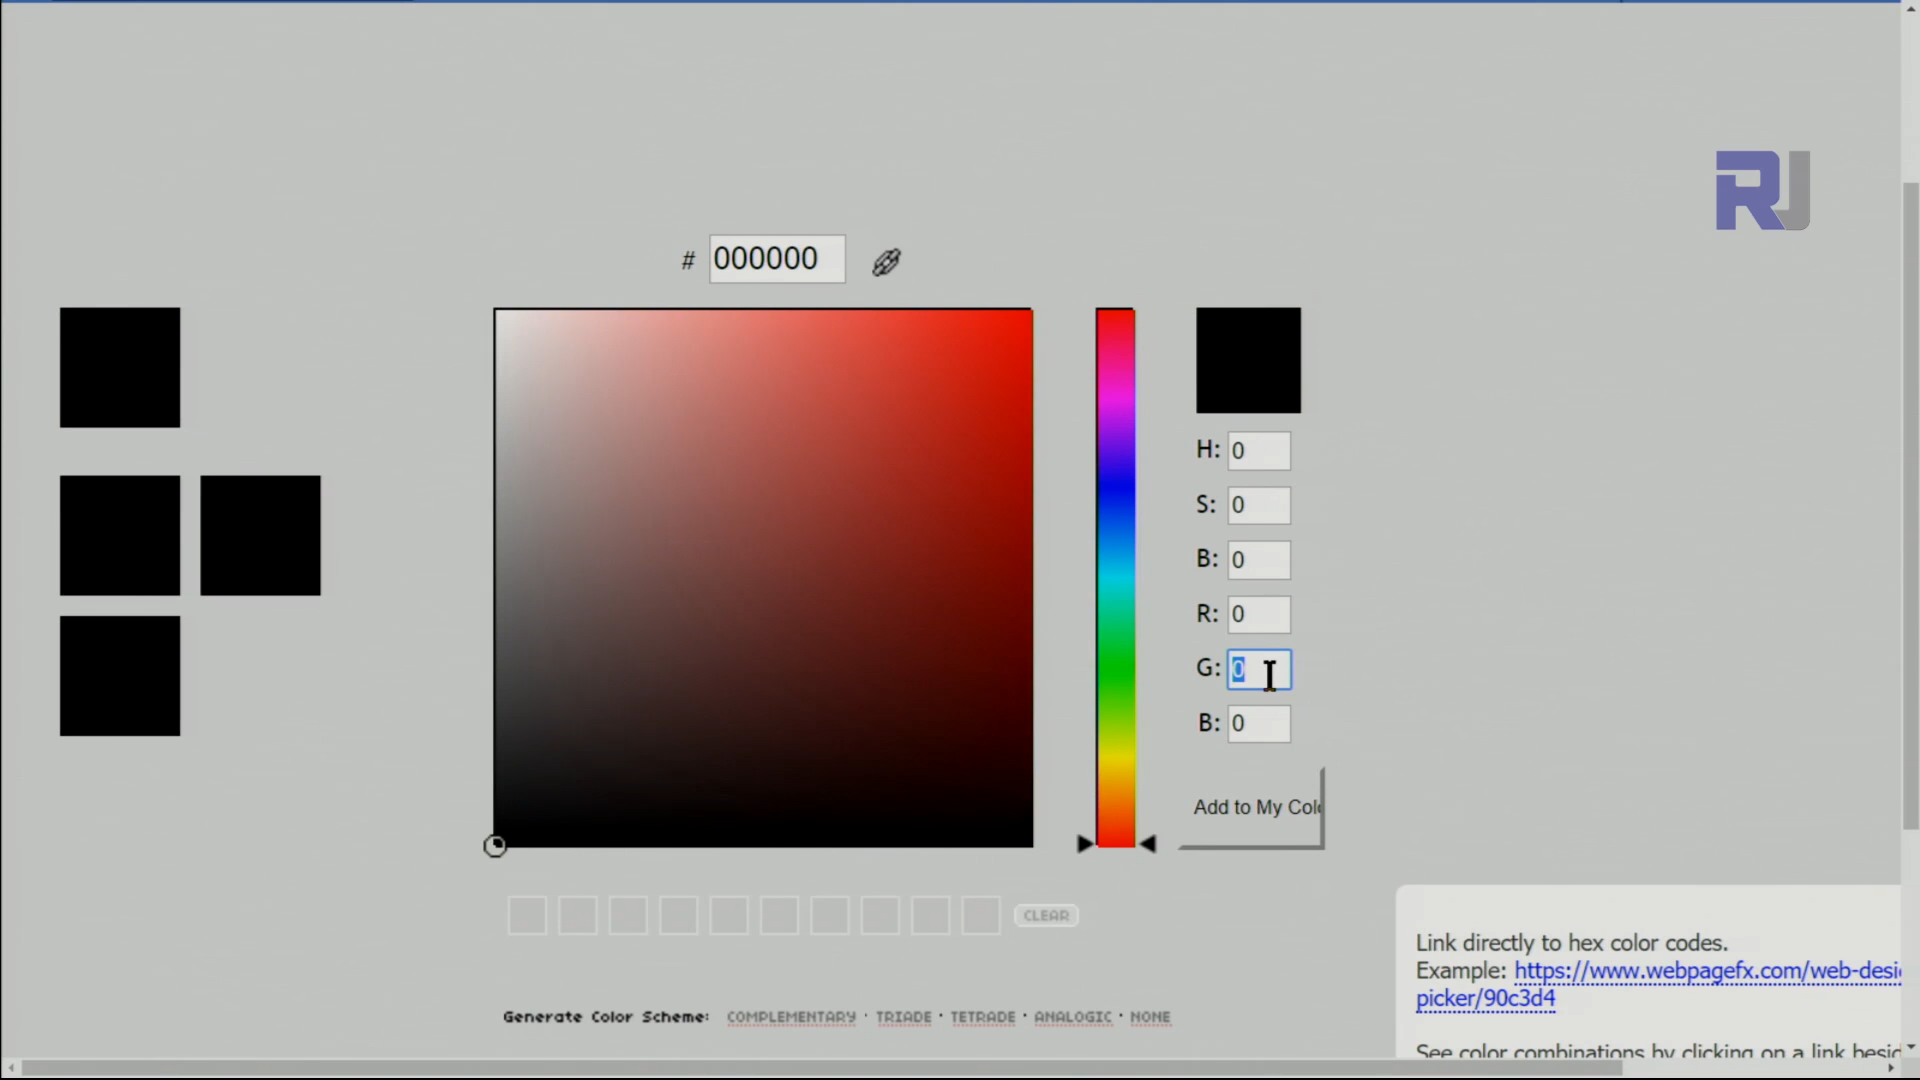 RJ
# 000000
H: 0
S: 0
B: 0
R: 0
G: 0
B: 0
Add to My Col
CLEAR
Link directly to hex color codes.
Example: https://www.webpagefx.com/web-desi
picker/90c3d4
Generate Color Scheme: COMPLEMENTARY · TRIADE · TETRADE · ANALOGIC · NONE
See color combinations by clicking on a link besid